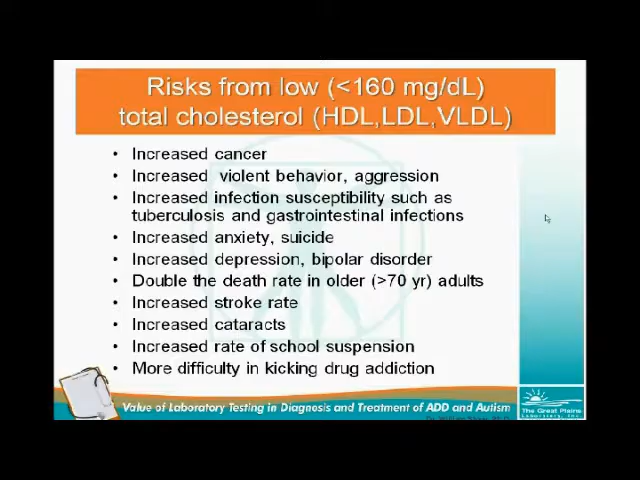 Risks from low (<160 mg/dL)
total cholesterol (HDL,LDL,VLDL)
• Increased cancer
• Increased violent behavior, aggression
• Increased infection susceptibility such as
tuberculosis and gastrointestinal infections
• Increased anxiety, suicide
• Increased depression, bipolar disorder
• Double the death rate in older (>70 yr) adults
• Increased stroke rate
• Increased cataracts
• Increased rate of school suspension
• More difficulty in kicking drug addiction
Value of Laboratory Testing in Diagnosis and Treatment of ADD and Autism
The Great Plains
Laboratory, Inc.